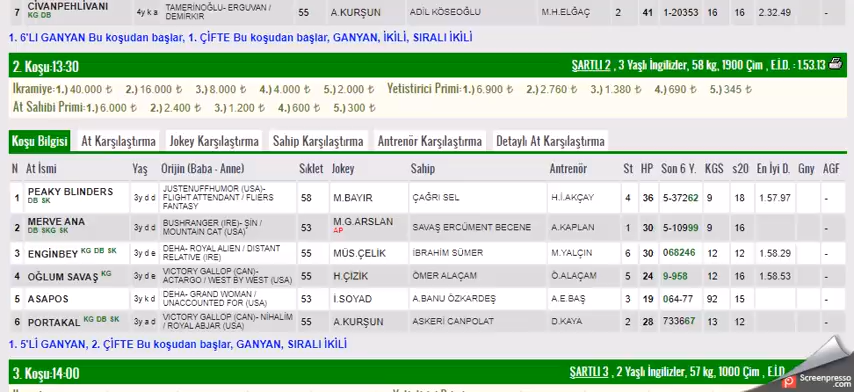 7 CİVANPEHLİVANI KG DB 4y k a TAMERİNOĞLU- ERGUVAN / DEMİRKIR 55 A.KURŞUN ADİL KÖSEOĞLU M.H.ELĞAÇ 2 41 1-20353 16 16 2.32.49 -
1. 6'LI GANYAN Bu koşudan başlar, 1. ÇİFTE Bu koşudan başlar, GANYAN, İKİLİ, SIRALI İKİLİ
2. Koşu:13:30 ŞARTLI 2 , 3 Yaşlı İngilizler, 58 kg, 1900 Çim , E.İ.D. : 1.53.13
Ikramiye:1.) 40.000 ₺ 2.) 16.000 ₺ 3.) 8.000 ₺ 4.) 4.000 ₺ 5.) 2.000 ₺ Yetistirici Primi:1.) 6.900 ₺ 2.) 2.760 ₺ 3.) 1.380 ₺ 4.) 690 ₺ 5.) 345 ₺
At Sahibi Primi:1.) 6.000 ₺ 2.) 2.400 ₺ 3.) 1.200 ₺ 4.) 600 ₺ 5.) 300 ₺
Koşu Bilgisi At Karşılaştırma Jokey Karşılaştırma Sahip Karşılaştırma Antrenör Karşılaştırma Detaylı At Karşılaştırma
N At İsmi Yaş Orijin (Baba - Anne) Sıklet Jokey Sahip Antrenör St HP Son 6 Y. KGS s20 En İyi D. Gny AGF
1 PEAKY BLINDERS DB SK 3y d d JUSTENUFFHUMOR (USA)- FLIGHT ATTENDANT / FLIERS FANTASY 58 M.BAYIR ÇAĞRI SEL H.İ.AKÇAY 4 36 5-37262 9 18 1.57.97 -
2 MERVE ANA DB SKG SK 3y d d BUSHRANGER (IRE)- ŞİN / MOUNTAIN CAT (USA) 53 M.G.ARSLAN AP SAVAŞ ERCÜMENT BECENE A.KAPLAN 1 30 5-10999 9 16 -
3 ENGİNBEY KG DB SK 3y d e DEHA- ROYAL ALIEN / DISTANT RELATIVE (IRE) 55 MÜS.ÇELİK İBRAHİM SÜMER M.YALÇIN 6 30 068246 12 12 1.58.29 -
4 OĞLUM SAVAŞ KG 3y d e VICTORY GALLOP (CAN)- ACTARGO / WEST BY WEST (USA) 55 H.ÇİZİK ÖMER ALAÇAM Ö.ALAÇAM 5 24 9-958 12 16 1.58.53 -
5 ASAPOS 3y k d DEHA- GRAND WOMAN / UNACCOUNTED FOR (USA) 53 İ.SOYAD A.BANU ÖZKARDEŞ A.E.BAŞ 3 19 064-77 92 15 -
6 PORTAKAL KG DB SK 3y a d VICTORY GALLOP (CAN)- NİHALİM / ROYAL ABJAR (USA) 55 A.KURŞUN ASKERİ CANPOLAT D.KAYA 2 28 733667 13 12 -
1. 5'Lİ GANYAN, 2. ÇİFTE Bu koşudan başlar, GANYAN, SIRALI İKİLİ
3. Koşu:14:00 ŞARTLI 3 , 2 Yaşlı İngilizler, 57 kg, 1000 Çim , E.İ.D.
Screenpresso
.com